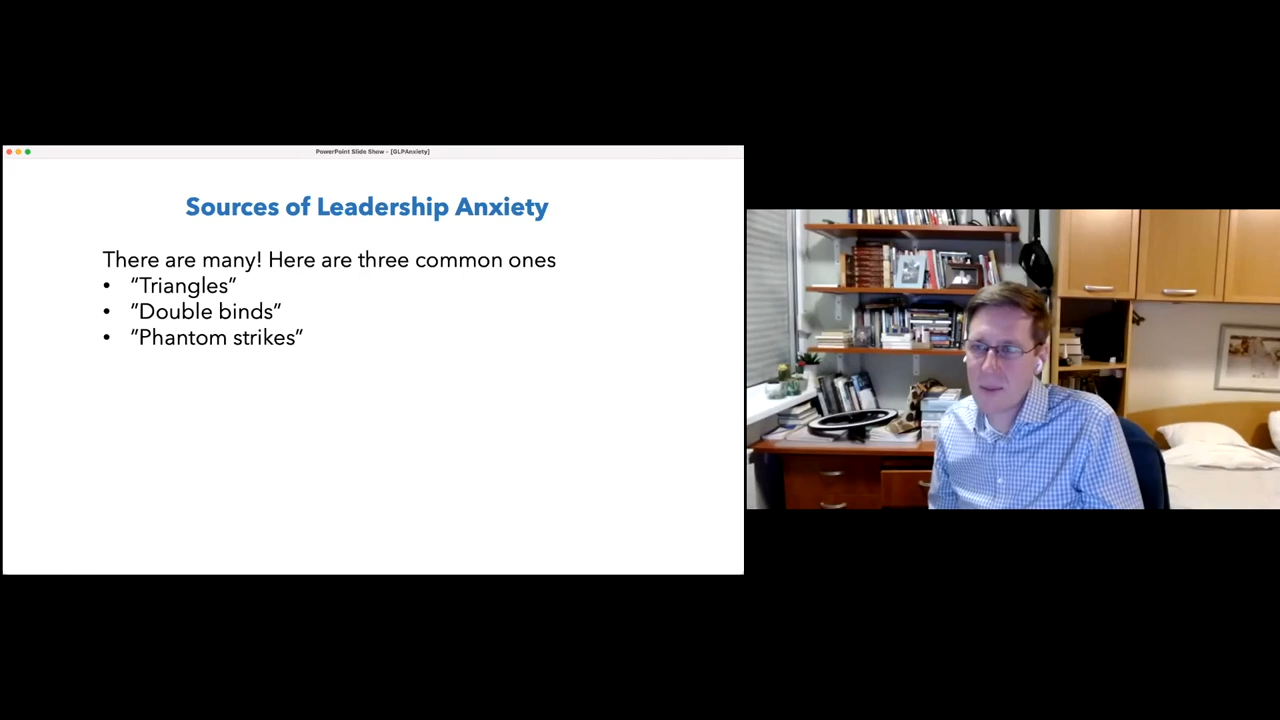 PowerPoint Slide Show - [GLPAnxiety]
Sources of Leadership Anxiety
There are many! Here are three common ones
• "Triangles"
• "Double binds"
• "Phantom strikes"